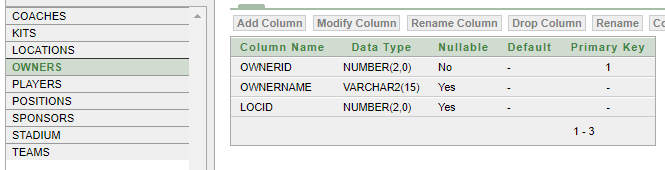 COACHES
KITS
LOCATIONS
OWNERS
PLAYERS
POSITIONS
SPONSORS
STADIUM
TEAMS
Add Column Modify Column Rename Column Drop Column Rename Co
Column Name Data Type Nullable Default Primary Key
OWNERID NUMBER(2,0) No - 1
OWNERNAME VARCHAR2(15) Yes - -
LOCID NUMBER(2,0) Yes - -
1 - 3